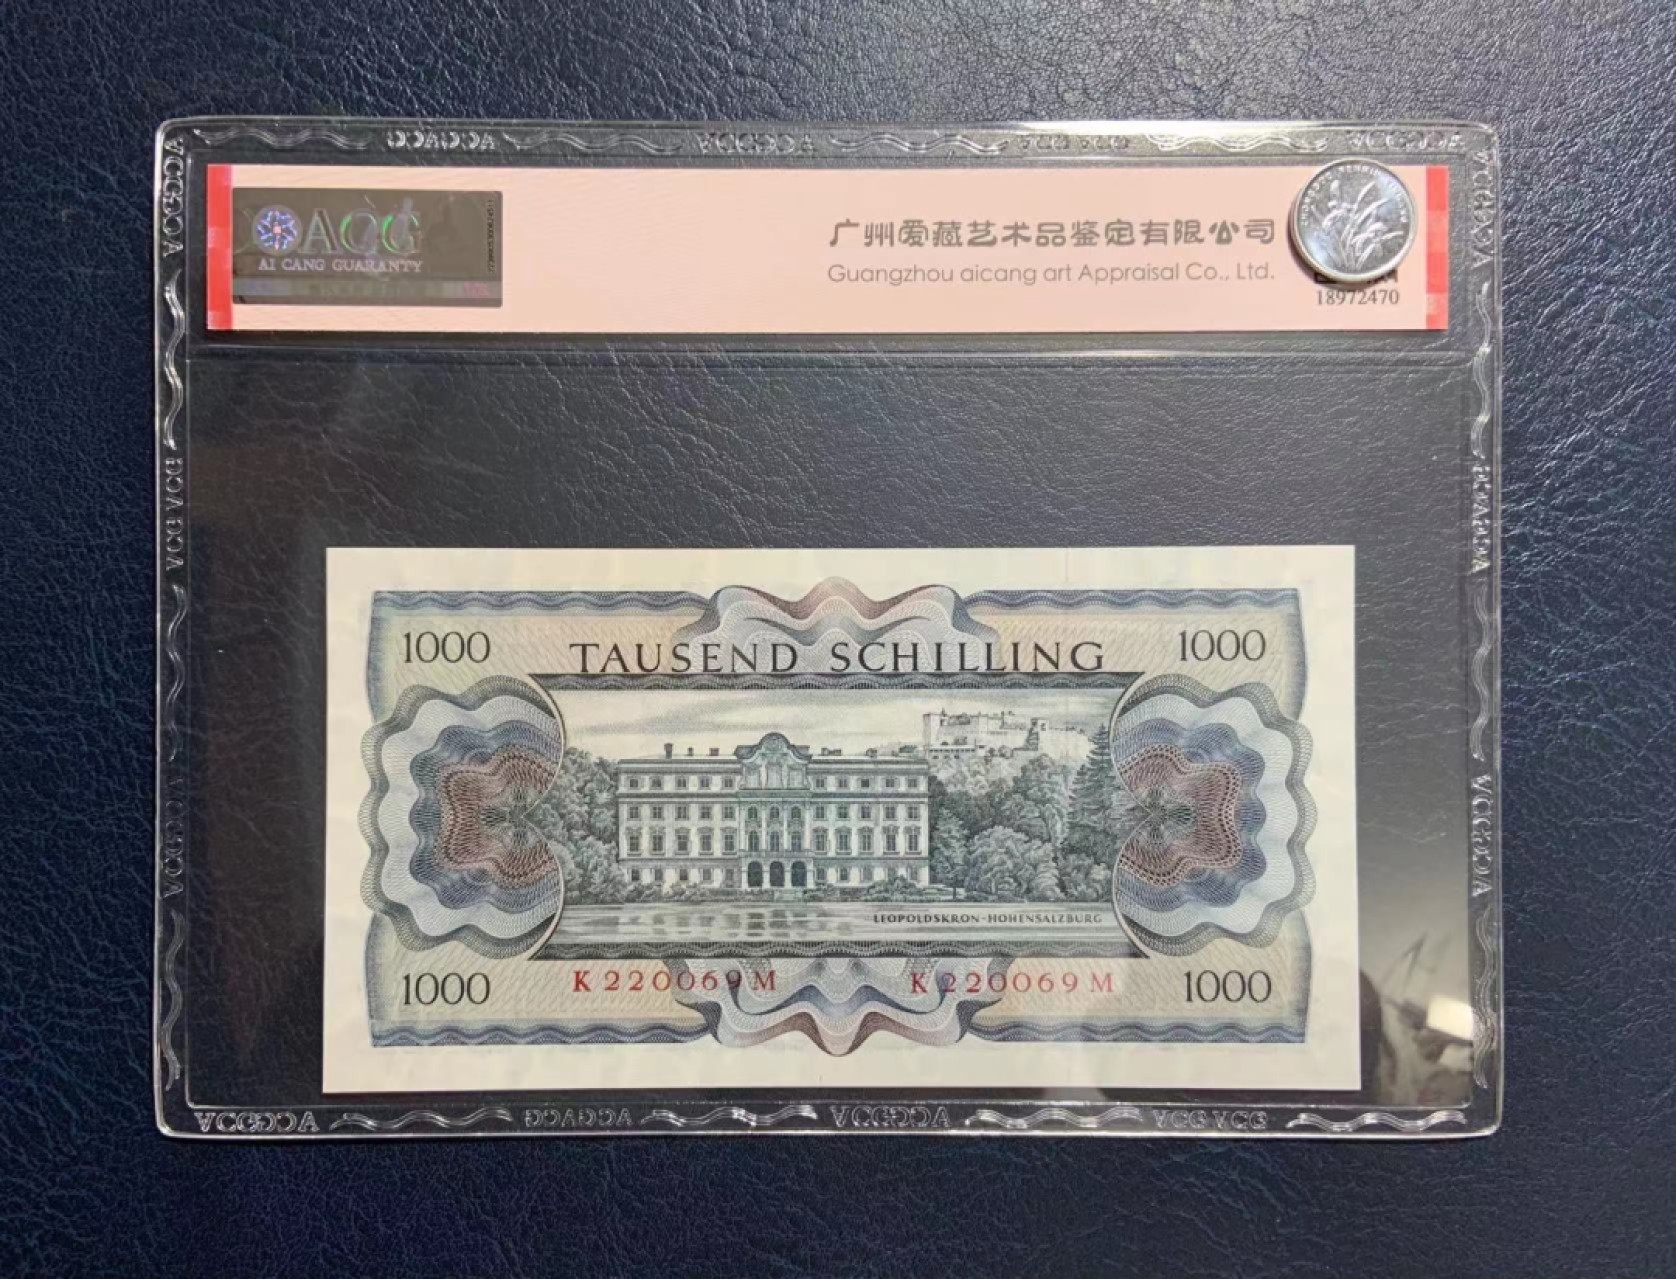 ACG
AI CANG GUARANTY
广州爱藏艺术品鉴定有限公司
Guangzhou aicang art Appraisal Co., Ltd.
18972470
1000
TAUSEND SCHILLING
1000
LEOPOLDSKRON-HOHENSALZBURG
K 220069 M
K 220069 M
1000
1000